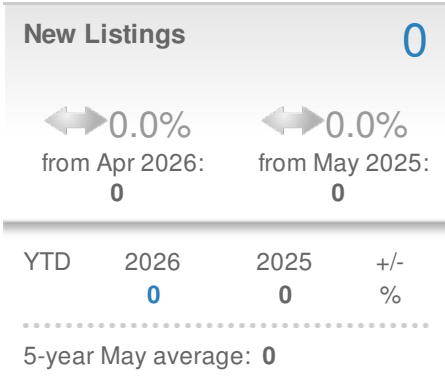 New Listings 0
0.0% 0.0%
from Apr 2026: from May 2025:
0 0
YTD 2026 2025 +/-
0 0 %
5-year May average: 0